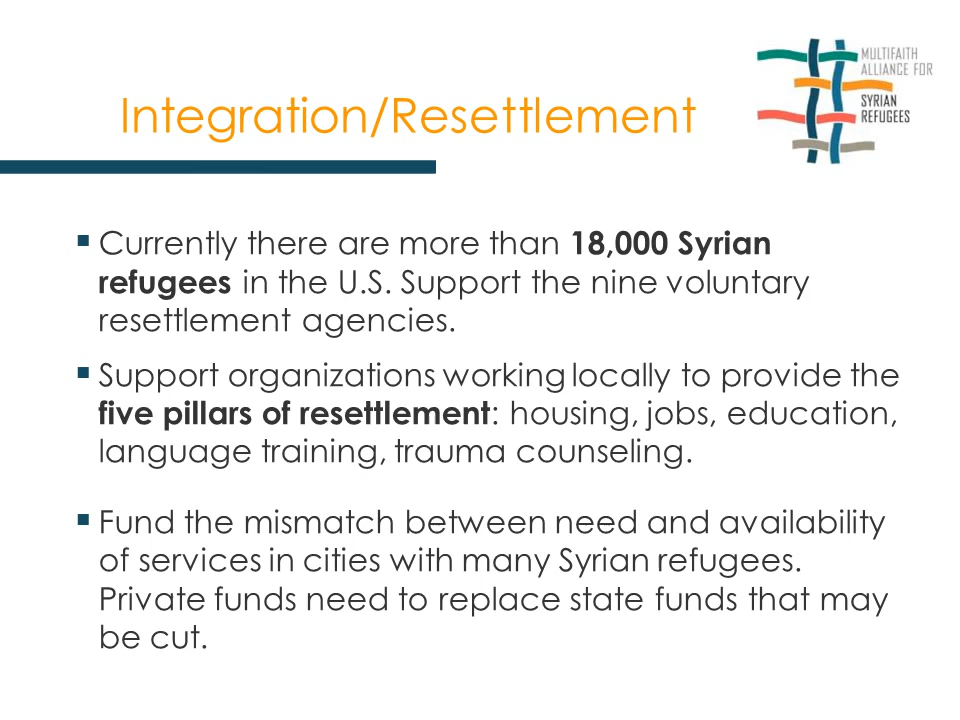 MULTIFAITH
ALLIANCE FOR
SYRIAN
REFUGEES
Integration/Resettlement
▪ Currently there are more than 18,000 Syrian
refugees in the U.S. Support the nine voluntary
resettlement agencies.
▪ Support organizations working locally to provide the
five pillars of resettlement: housing, jobs, education,
language training, trauma counseling.
▪ Fund the mismatch between need and availability
of services in cities with many Syrian refugees.
Private funds need to replace state funds that may
be cut.